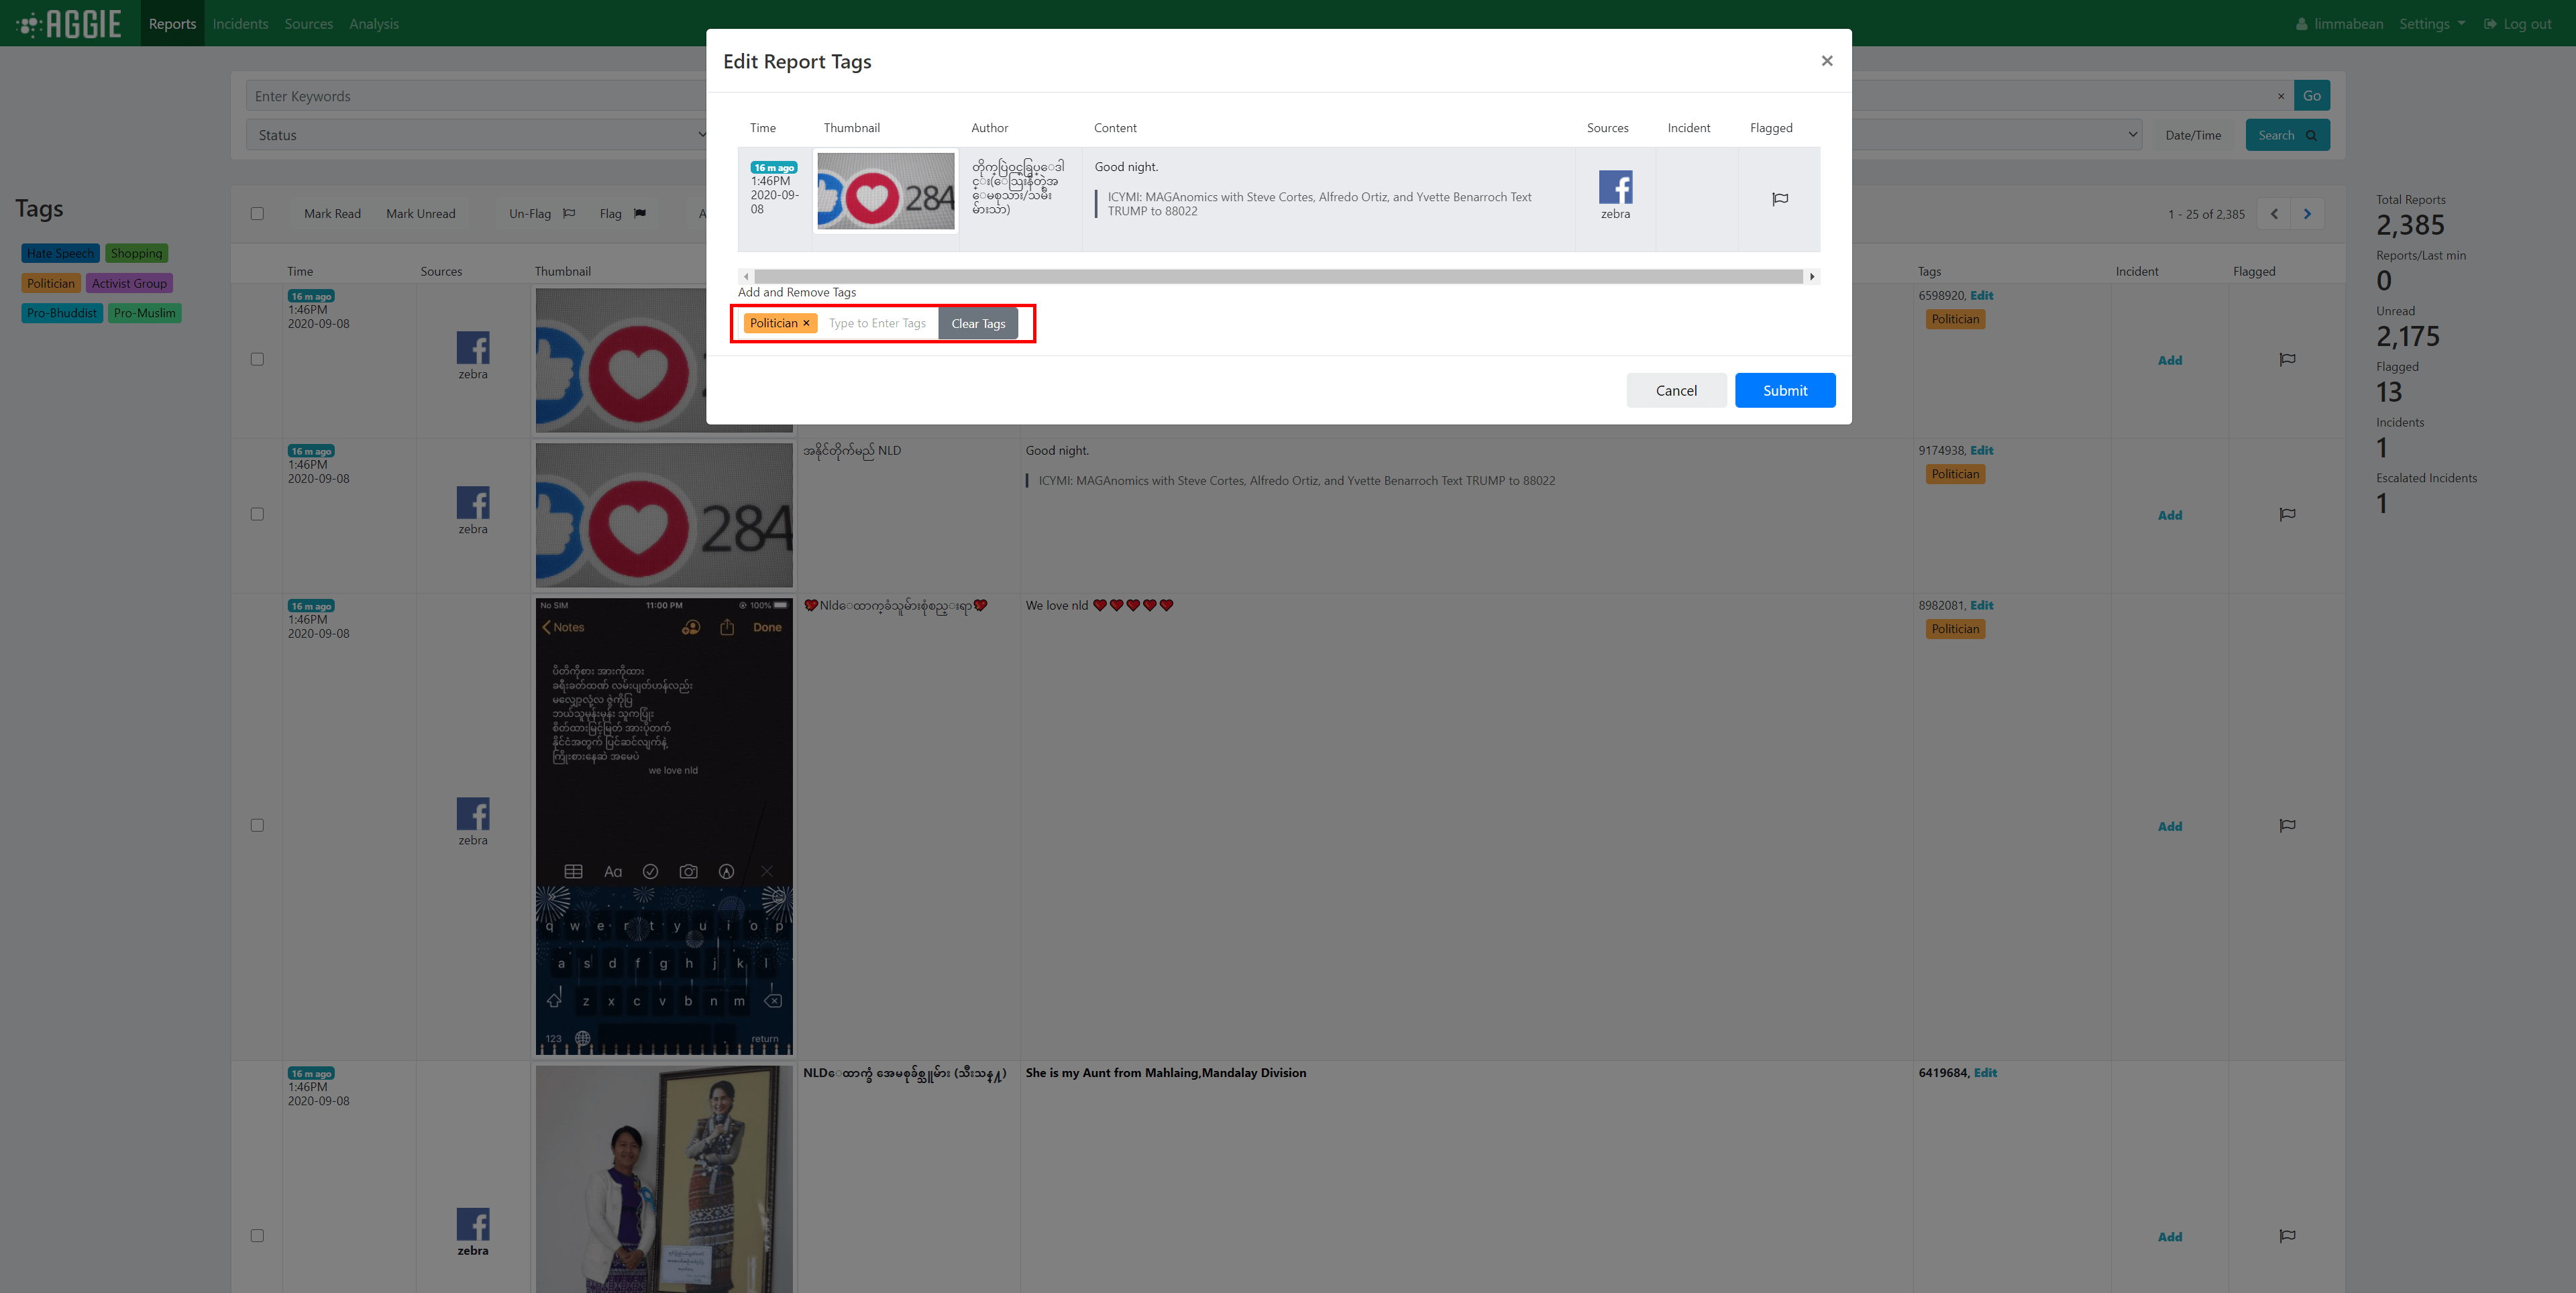 AGGIE
Reports Incidents Sources Analysis
limmabean Settings Log out
Edit Report Tags ×
Enter Keywords
× Go
Status
Date/Time Search
Time Thumbnail Author Content Sources Incident Flagged
16 m ago
1:46PM
2020-09-
08
284
Good night.
ICYMI: MAGAnomics with Steve Cortes, Alfredo Ortiz, and Yvette Benarroch Text
TRUMP to 88022
zebra
Add and Remove Tags
Politician × Type to Enter Tags Clear Tags
Cancel Submit
Tags
Hate Speech Shopping
Politician Activist Group
Pro-Bhuddist Pro-Muslim
Mark Read Mark Unread Un-Flag Flag A
1 - 25 of 2,385
Time Sources Thumbnail Tags Incident Flagged
16 m ago
1:46PM
2020-09-08
zebra
6598920, Edit
Politician
Add
16 m ago
1:46PM
2020-09-08
zebra
284
အနိုင်တိုက်မည် NLD
Good night.
ICYMI: MAGAnomics with Steve Cortes, Alfredo Ortiz, and Yvette Benarroch Text TRUMP to 88022
9174938, Edit
Politician
Add
16 m ago
1:46PM
2020-09-08
zebra
No SIM 11:00 PM 100%
Notes Done
we love nld
Aa
q w e r t y u i o p
a s d f g h j k l
z x c v b n m
123 return
We love nld
8982081, Edit
Politician
Add
16 m ago
1:46PM
2020-09-08
zebra
She is my Aunt from Mahlaing,Mandalay Division
6419684, Edit
Add
Total Reports
2,385
Reports/Last min
0
Unread
2,175
Flagged
13
Incidents
1
Escalated Incidents
1